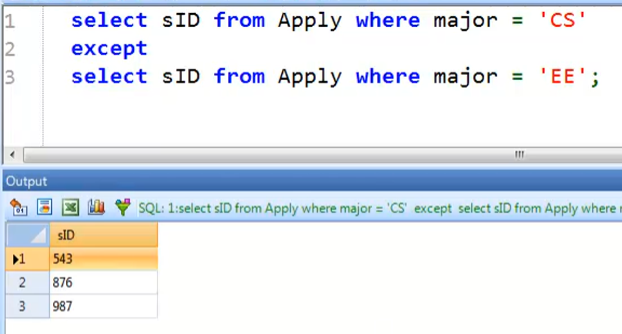 1 select sID from Apply where major = 'CS'
2 except
3 select sID from Apply where major = 'EE';
Output
SQL: 1:select sID from Apply where major = 'CS' except select sID from Apply where
sID
1 543
2 876
3 987